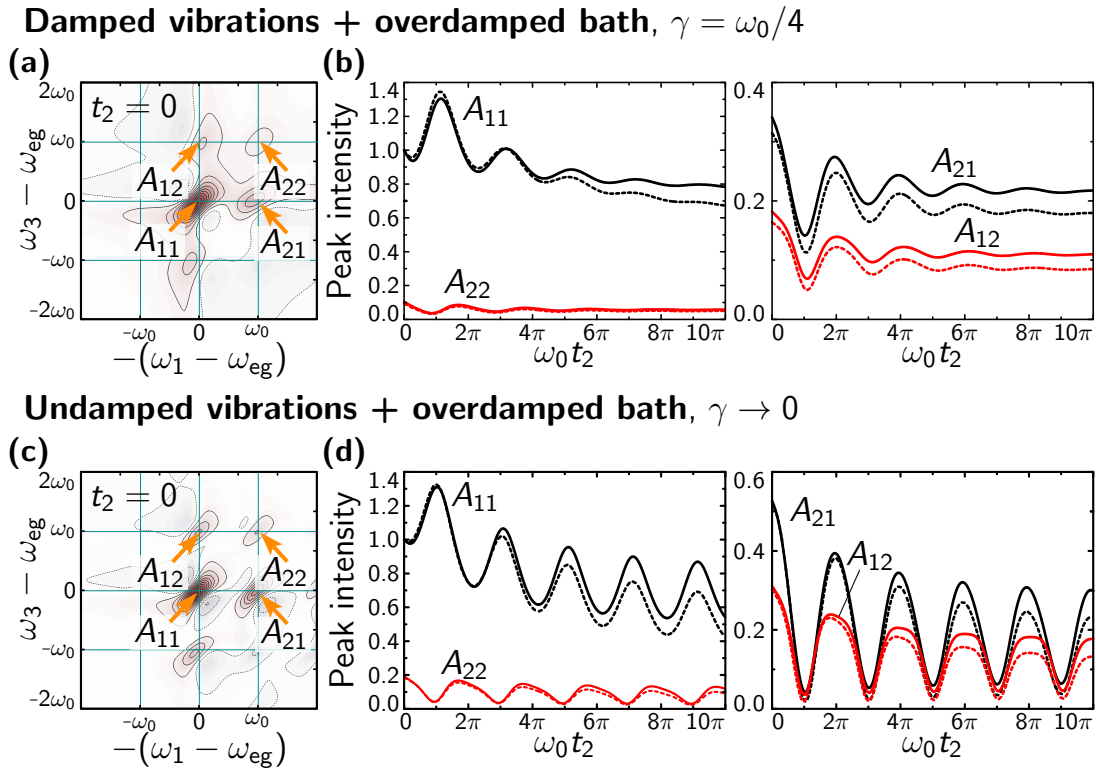 Damped vibrations + overdamped bath, γ = ω₀/4
(a)
(b)
t₂ = 0
2ω₀
ω₀
0
-ω₀
-2ω₀
ω₃ − ω_eg
A₁₂
A₂₂
A₁₁
A₂₁
-ω₀ 0 ω₀
−(ω₁ − ω_eg)
Peak intensity
1.4
1.2
1.0
0.8
0.6
0.4
0.2
0.0
A₁₁
A₂₂
0 2π 4π 6π 8π 10π
ω₀t₂
0.4
0.2
0.0
A₂₁
A₁₂
0 2π 4π 6π 8π 10π
ω₀t₂
Undamped vibrations + overdamped bath, γ → 0
(c)
(d)
t₂ = 0
2ω₀
ω₀
0
-ω₀
-2ω₀
ω₃ − ω_eg
A₁₂
A₂₂
A₁₁
A₂₁
-ω₀ 0 ω₀
−(ω₁ − ω_eg)
Peak intensity
1.4
1.2
1.0
0.8
0.6
0.4
0.2
0.0
A₁₁
A₂₂
0 2π 4π 6π 8π 10π
ω₀t₂
0.6
0.4
0.2
0.0
A₂₁
A₁₂
0 2π 4π 6π 8π 10π
ω₀t₂